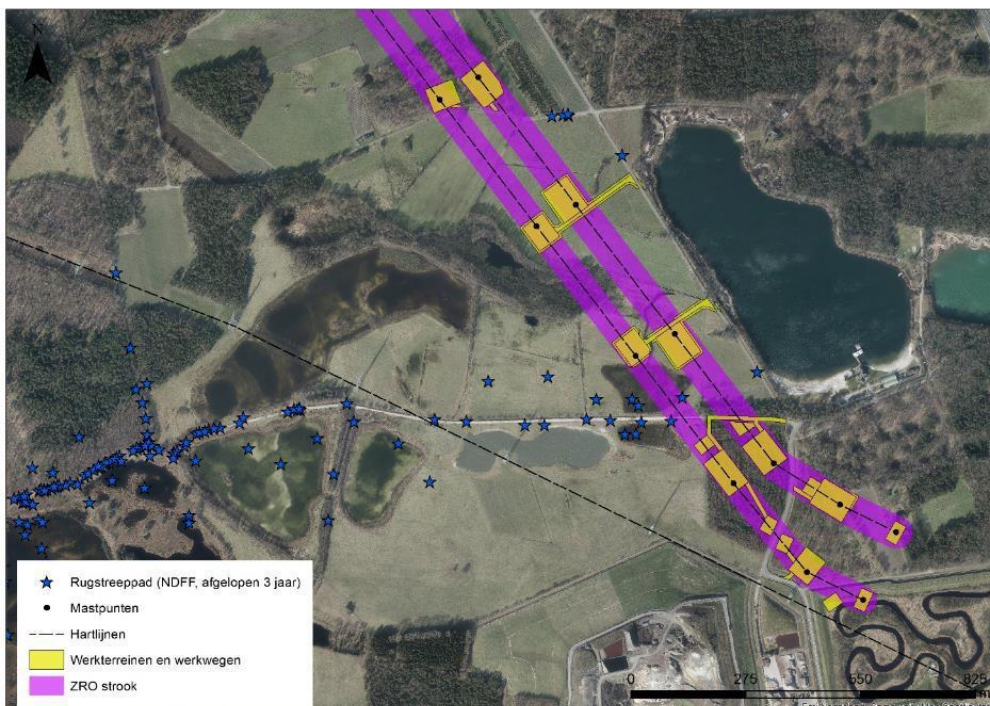 N
Rugstreeppad (NDFF, afgelopen 3 jaar)
Mastpunten
Hartlijnen
Werkterreinen en werkwegen
ZRO strook
0 275 550 825
m